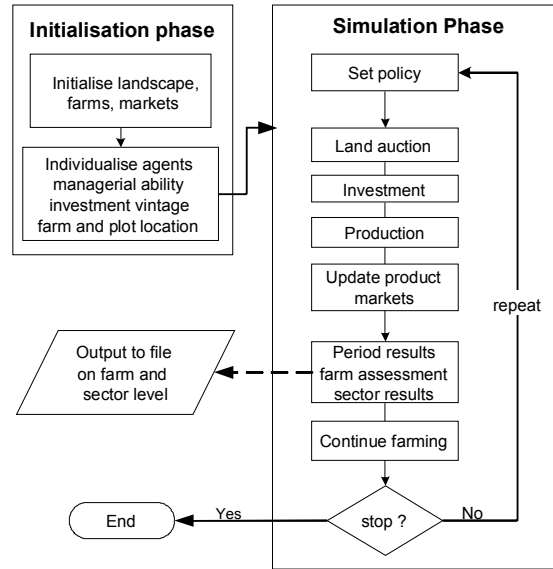 Initialisation phase
Initialise landscape,
farms, markets
Individualise agents
managerial ability
investment vintage
farm and plot location
Simulation Phase
Set policy
Land auction
Investment
Production
Update product
markets
repeat
Period results
farm assessment
sector results
Output to file
on farm and
sector level
Continue farming
stop ?
Yes
No
End